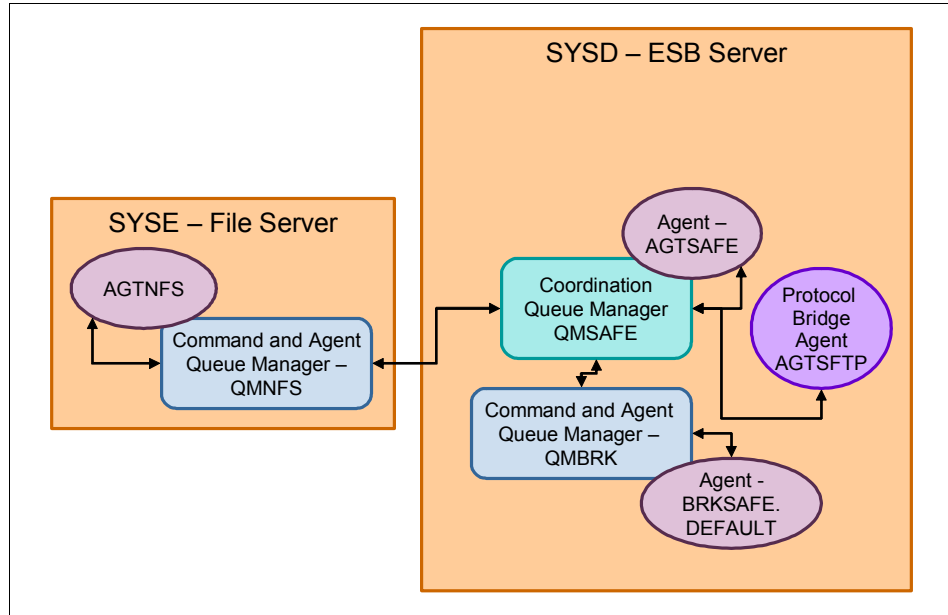 SYSD – ESB Server
SYSE – File Server
AGTNFS
Command and Agent
Queue Manager –
QMNFS
Agent –
AGTSAFE
Coordination
Queue Manager
QMSAFE
Protocol
Bridge
Agent
AGTSFTP
Command and Agent
Queue Manager –
QMBRK
Agent -
BRKSAFE.
DEFAULT